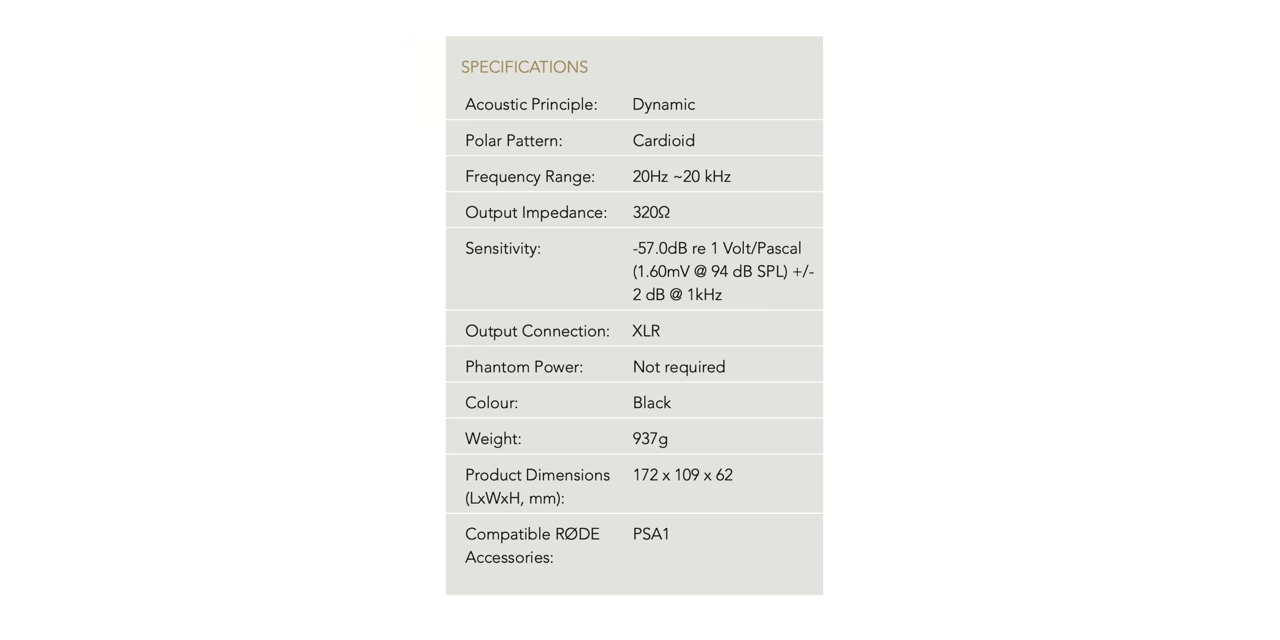 SPECIFICATIONS
Acoustic Principle: Dynamic
Polar Pattern: Cardioid
Frequency Range: 20Hz ~20 kHz
Output Impedance: 320Ω
Sensitivity: -57.0dB re 1 Volt/Pascal
(1.60mV @ 94 dB SPL) +/-
2 dB @ 1kHz
Output Connection: XLR
Phantom Power: Not required
Colour: Black
Weight: 937g
Product Dimensions 172 x 109 x 62
(LxWxH, mm):
Compatible RØDE PSA1
Accessories: